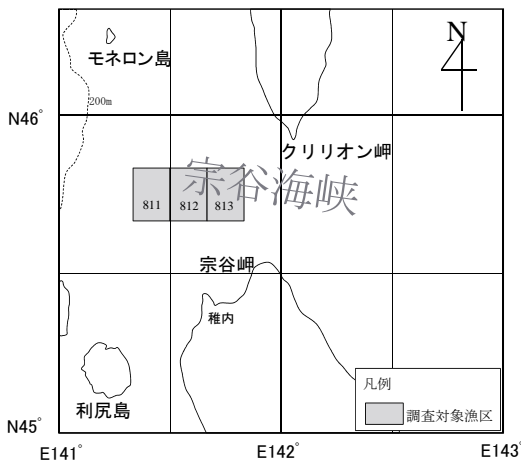 N
モネロン島
200m
N46°
クリリオン岬
宗谷海峡
811 812 813
宗谷岬
稚内
凡例
調査対象漁区
利尻島
N45°
E141° E142° E143°